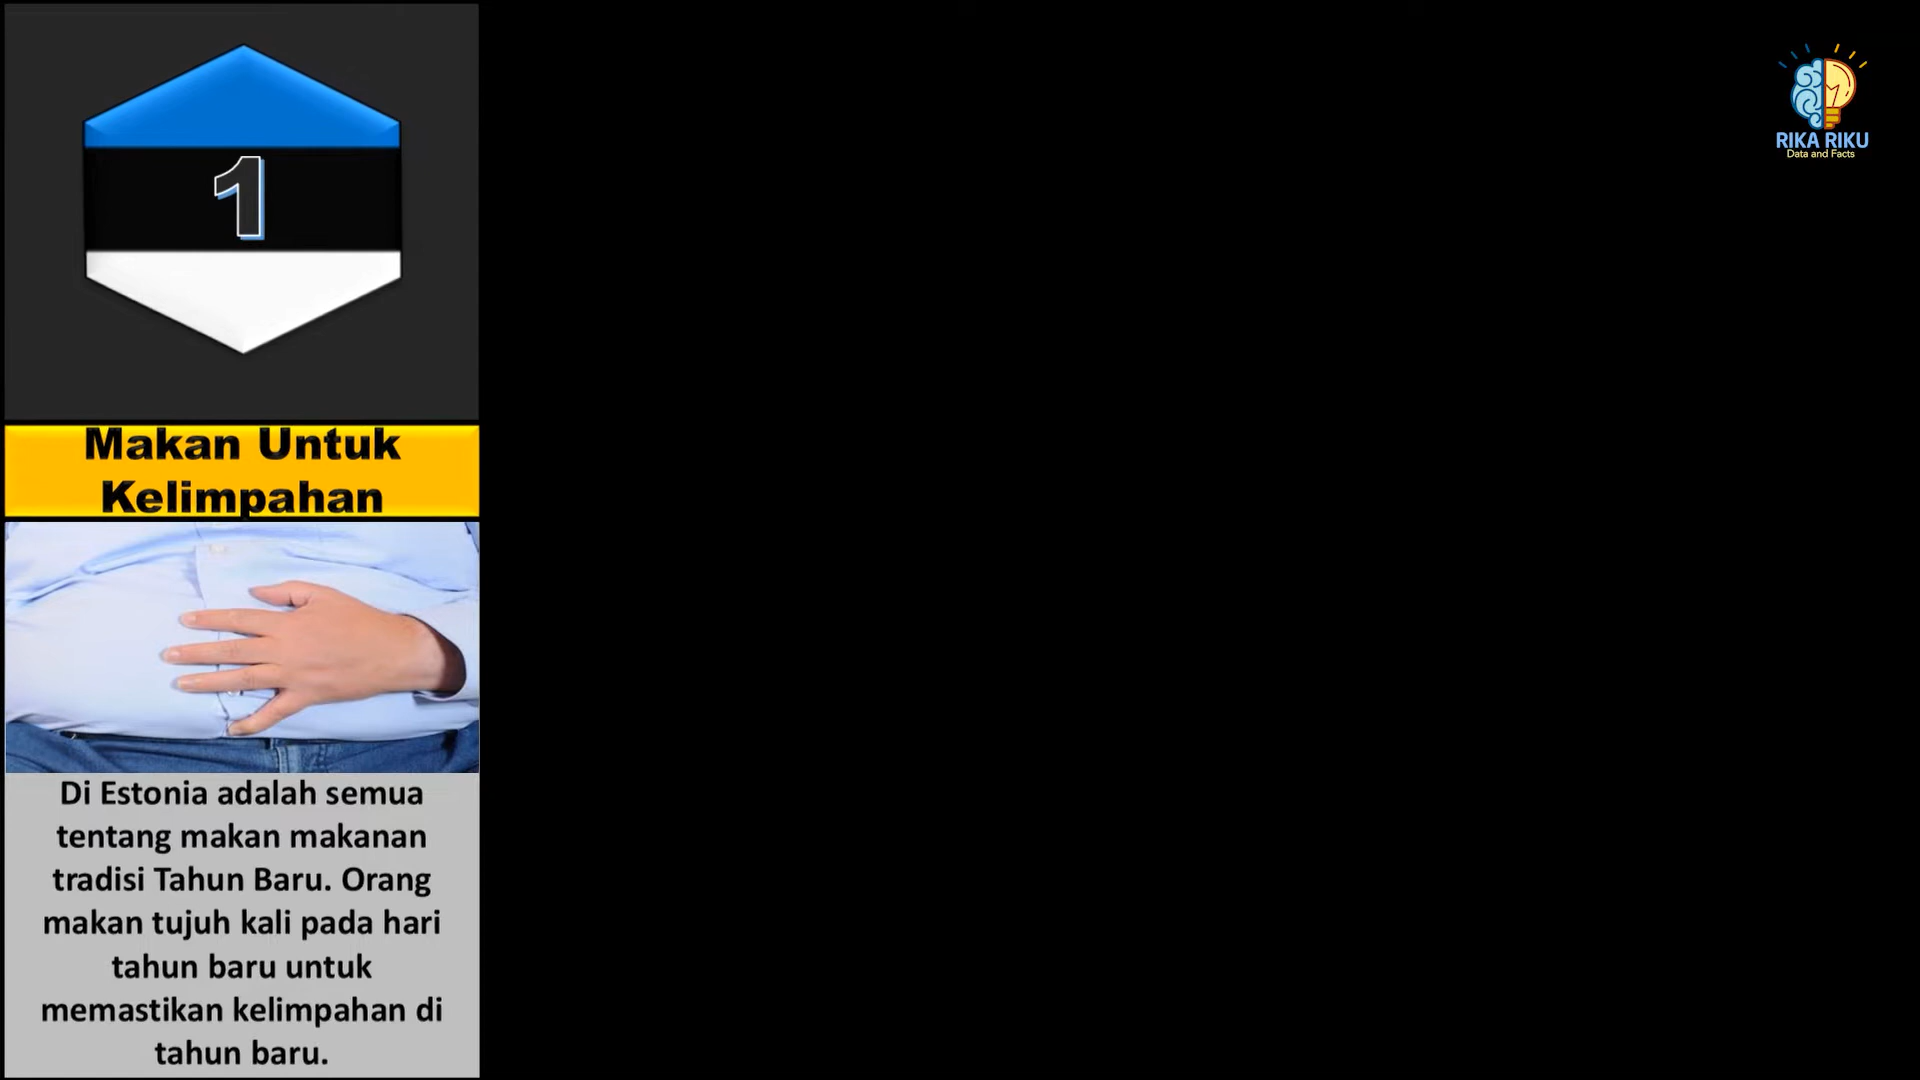 1
Makan Untuk
Kelimpahan
Di Estonia adalah semua
tentang makan makanan
tradisi Tahun Baru. Orang
makan tujuh kali pada hari
tahun baru untuk
memastikan kelimpahan di
tahun baru.
RIKA RIKU
Data and Facts